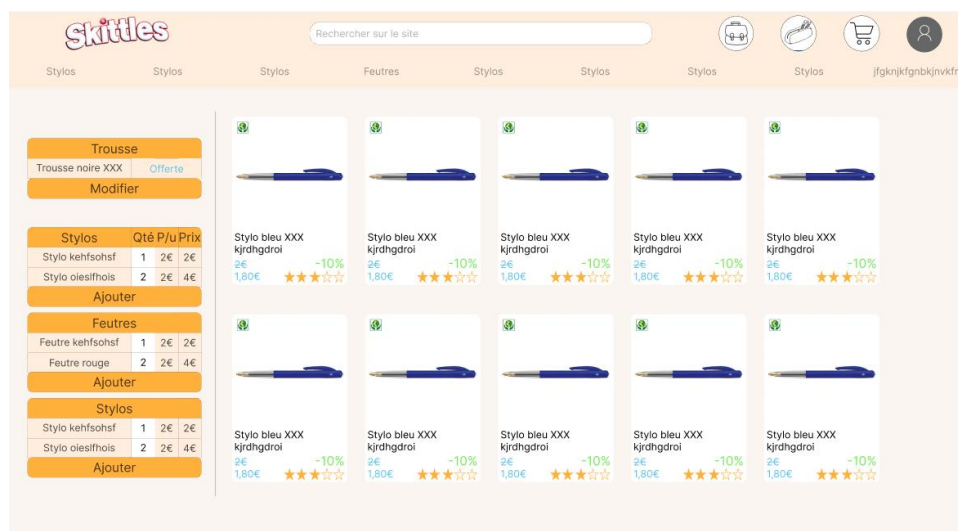 Skittles
Rechercher sur le site
Stylos Stylos Stylos Feutres Stylos Stylos Stylos Stylos jfgknjkfgnbkjnvkfr
Trousse
Trousse noire XXX Offerte
Modifier
Stylos Qté P/u Prix
Stylo kehfsohsf 1 2€ 2€
Stylo oieslfhois 2 2€ 4€
Ajouter
Feutres
Feutre kehfsohsf 1 2€ 2€
Feutre rouge 2 2€ 4€
Ajouter
Stylos
Stylo kehfsohsf 1 2€ 2€
Stylo oieslfhois 2 2€ 4€
Ajouter
Stylo bleu XXX
kjrdhgdroi
2€ -10%
1,80€
Stylo bleu XXX
kjrdhgdroi
2€ -10%
1,80€
Stylo bleu XXX
kjrdhgdroi
2€ -10%
1,80€
Stylo bleu XXX
kjrdhgdroi
2€ -10%
1,80€
Stylo bleu XXX
kjrdhgdroi
2€ -10%
1,80€
Stylo bleu XXX
kjrdhgdroi
2€ -10%
1,80€
Stylo bleu XXX
kjrdhgdroi
2€ -10%
1,80€
Stylo bleu XXX
kjrdhgdroi
2€ -10%
1,80€
Stylo bleu XXX
kjrdhgdroi
2€ -10%
1,80€
Stylo bleu XXX
kjrdhgdroi
2€ -10%
1,80€